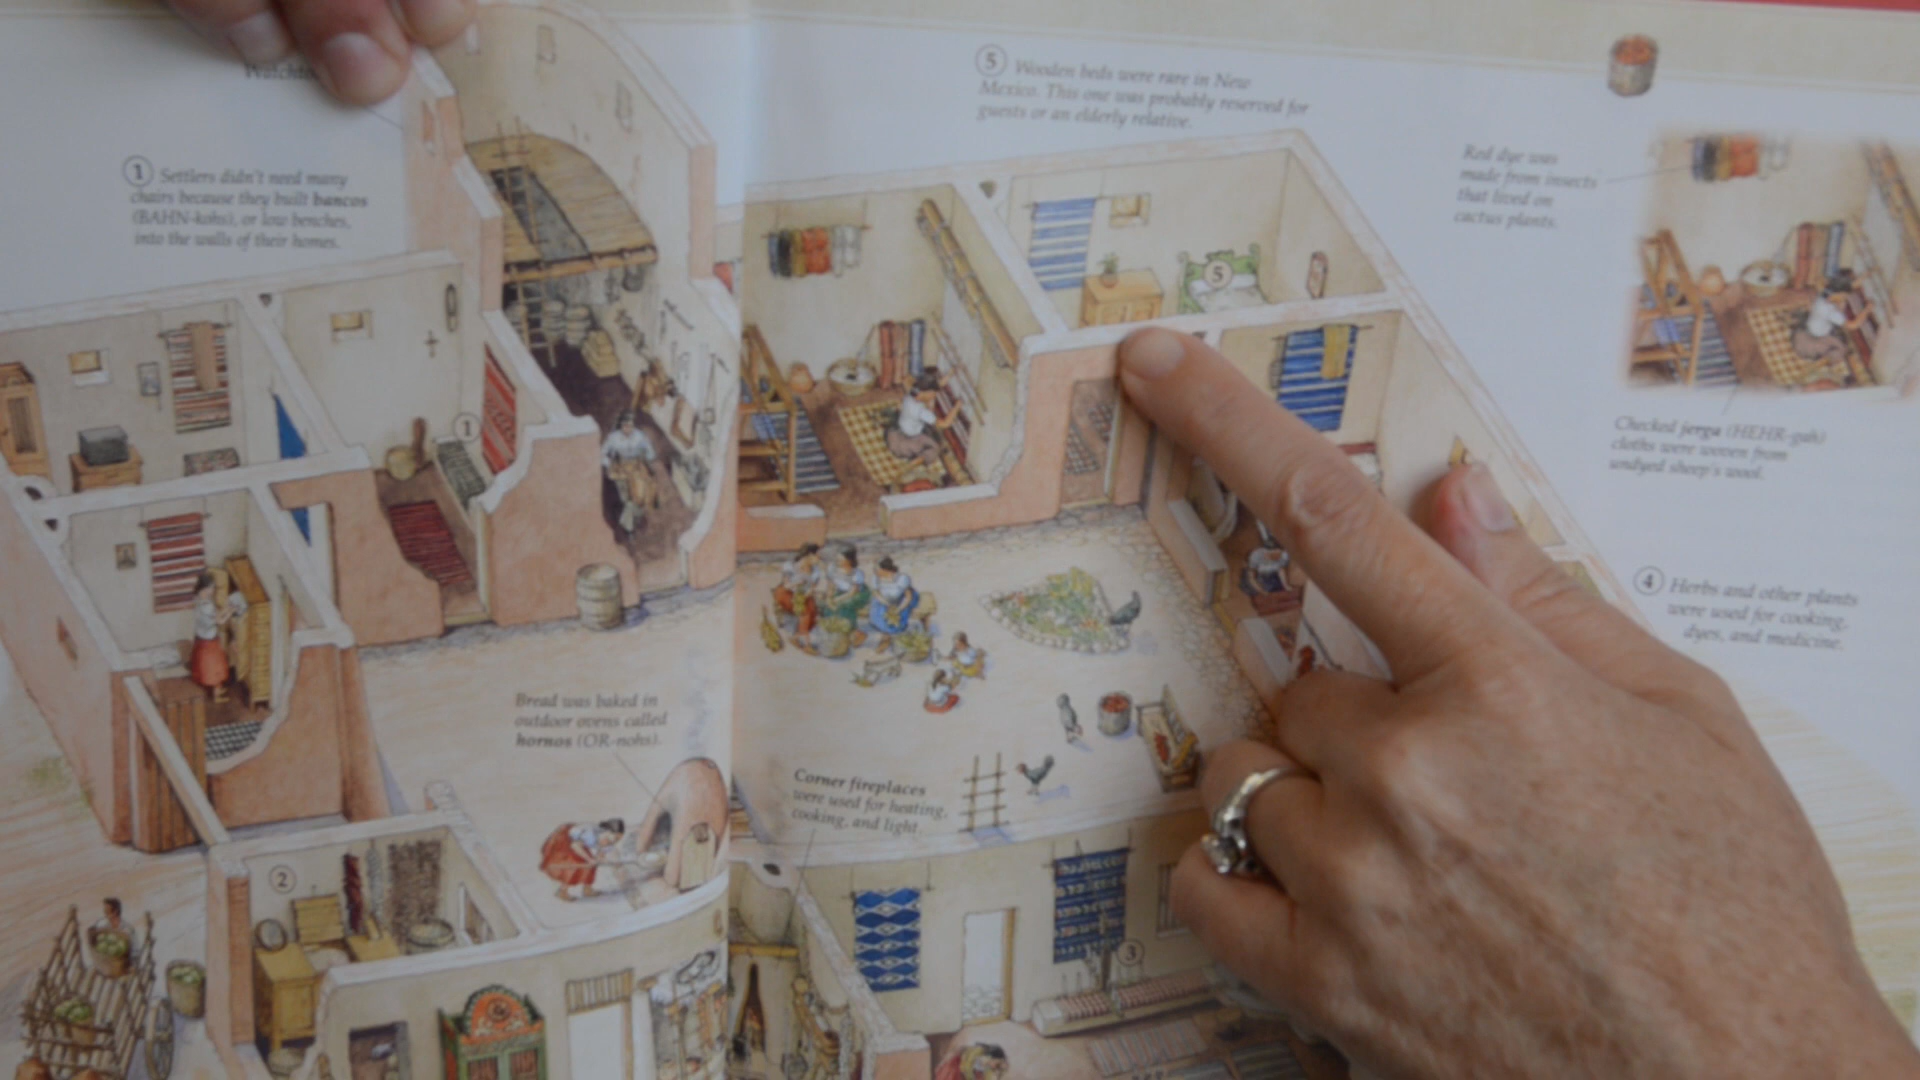 1 Settlers didn't need many
chairs because they built bancos
(BAHN-kohs), or low benches,
into the walls of their homes.
5 Wooden beds were rare in New
Mexico. This one was probably reserved for
guests or an elderly relative.
Red dye was
made from insects
that lived on
cactus plants.
5
1
Checked jerga (HEHR-gah)
cloths were woven from
undyed sheep's wool.
4 Herbs and other plants
were used for cooking,
dyes, and medicine.
Bread was baked in
outdoor ovens called
hornos (OR-nohs).
Corner fireplaces
were used for heating,
cooking, and light.
2
3